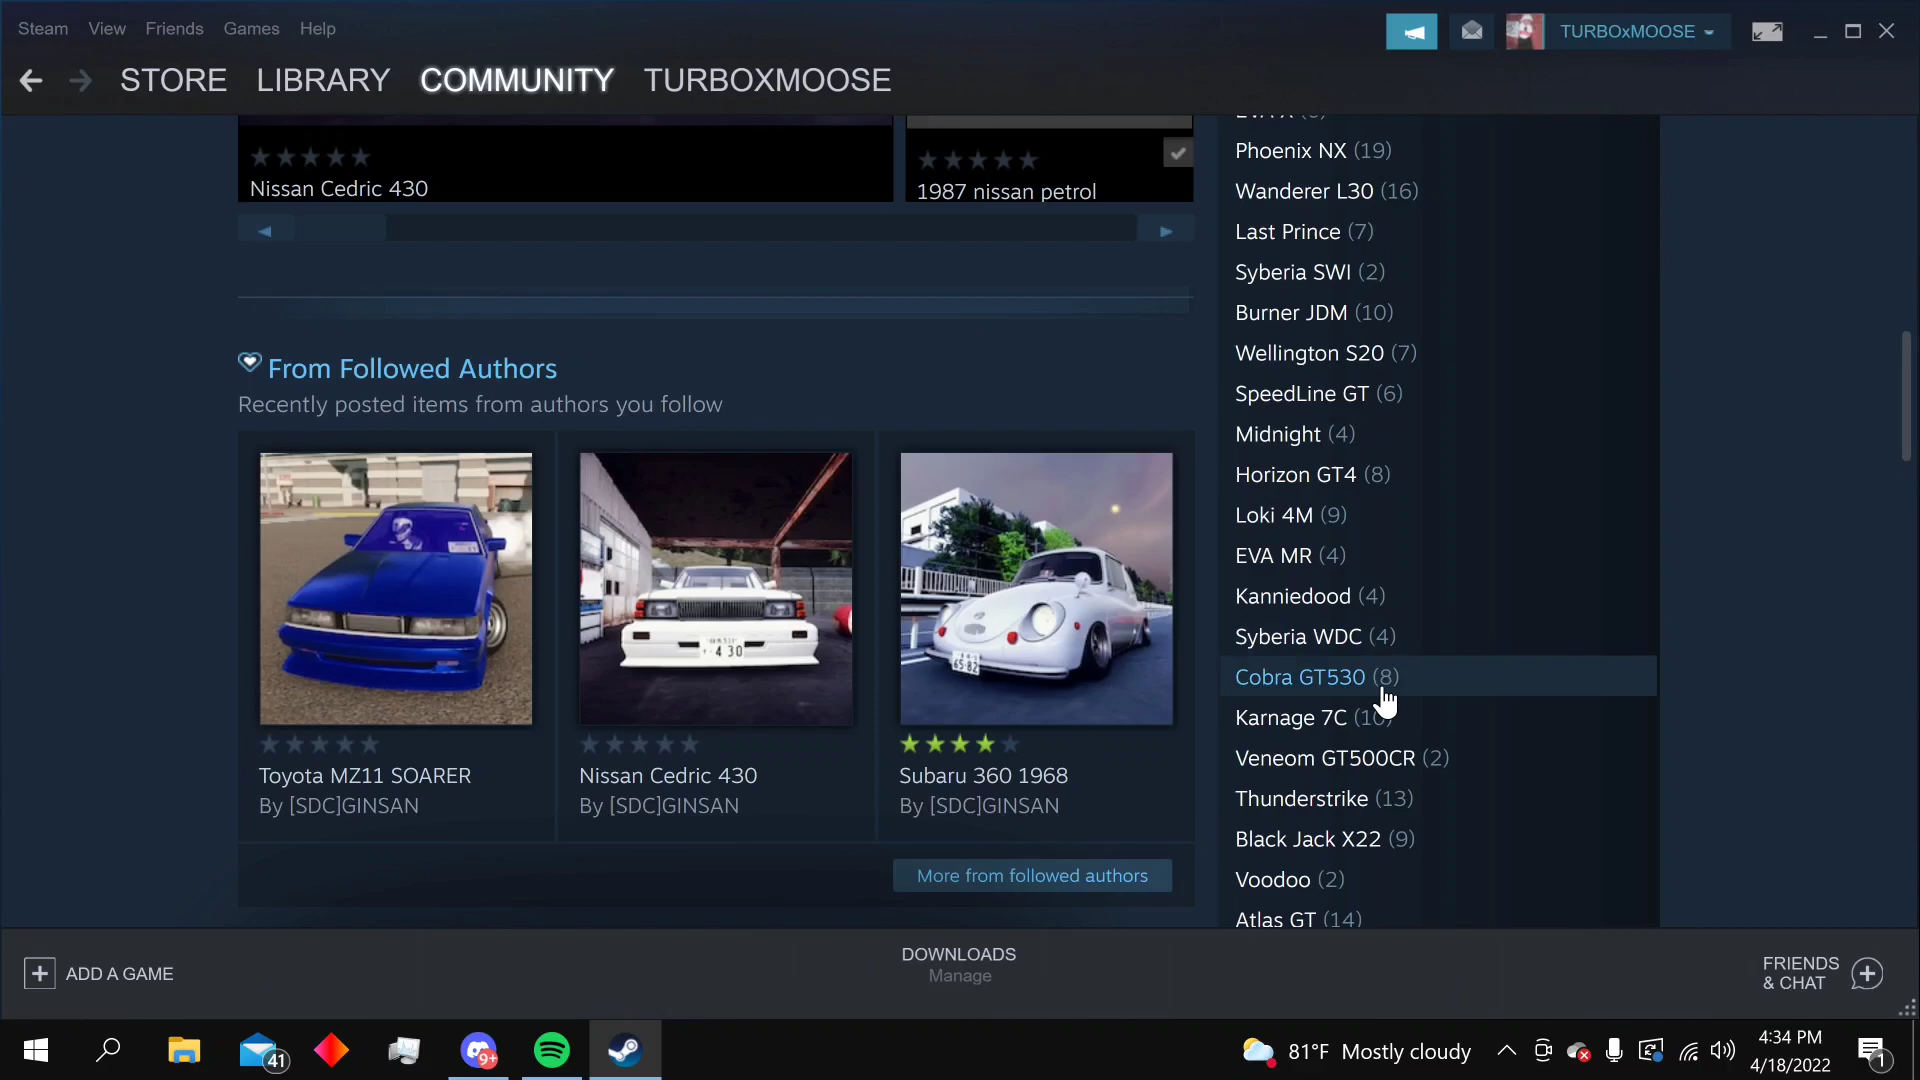 Steam View Friends Games Help
TURBOxMOOSE
STORE LIBRARY COMMUNITY TURBOXMOOSE
Nissan Cedric 430
1987 nissan petrol
From Followed Authors
Recently posted items from authors you follow
Toyota MZ11 SOARER
By [SDC]GINSAN
Nissan Cedric 430
By [SDC]GINSAN
Subaru 360 1968
By [SDC]GINSAN
More from followed authors
Phoenix NX (19)
Wanderer L30 (16)
Last Prince (7)
Syberia SWI (2)
Burner JDM (10)
Wellington S20 (7)
SpeedLine GT (6)
Midnight (4)
Horizon GT4 (8)
Loki 4M (9)
EVA MR (4)
Kanniedood (4)
Syberia WDC (4)
Cobra GT530 (8)
Karnage 7C (10)
Veneom GT500CR (2)
Thunderstrike (13)
Black Jack X22 (9)
Voodoo (2)
Atlas GT (14)
ADD A GAME
DOWNLOADS
Manage
FRIENDS
& CHAT
41
9+
81°F Mostly cloudy
4:34 PM
4/18/2022
1